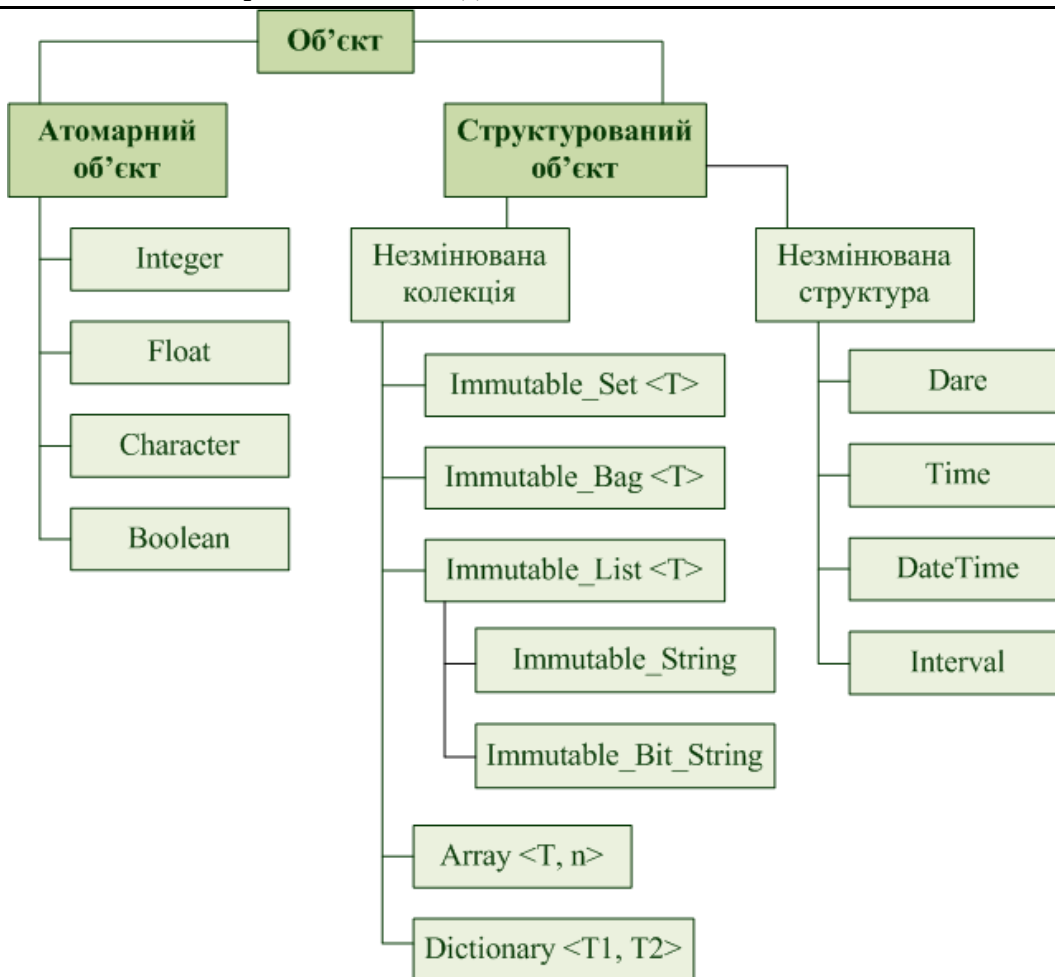 Об’єкт
Атомарний
об’єкт
Структурований
об’єкт
Integer
Float
Character
Boolean
Незмінювана
колекція
Immutable_Set <T>
Immutable_Bag <T>
Immutable_List <T>
Immutable_String
Immutable_Bit_String
Array <T, n>
Dictionary <T1, T2>
Незмінювана
структура
Dare
Time
DateTime
Interval